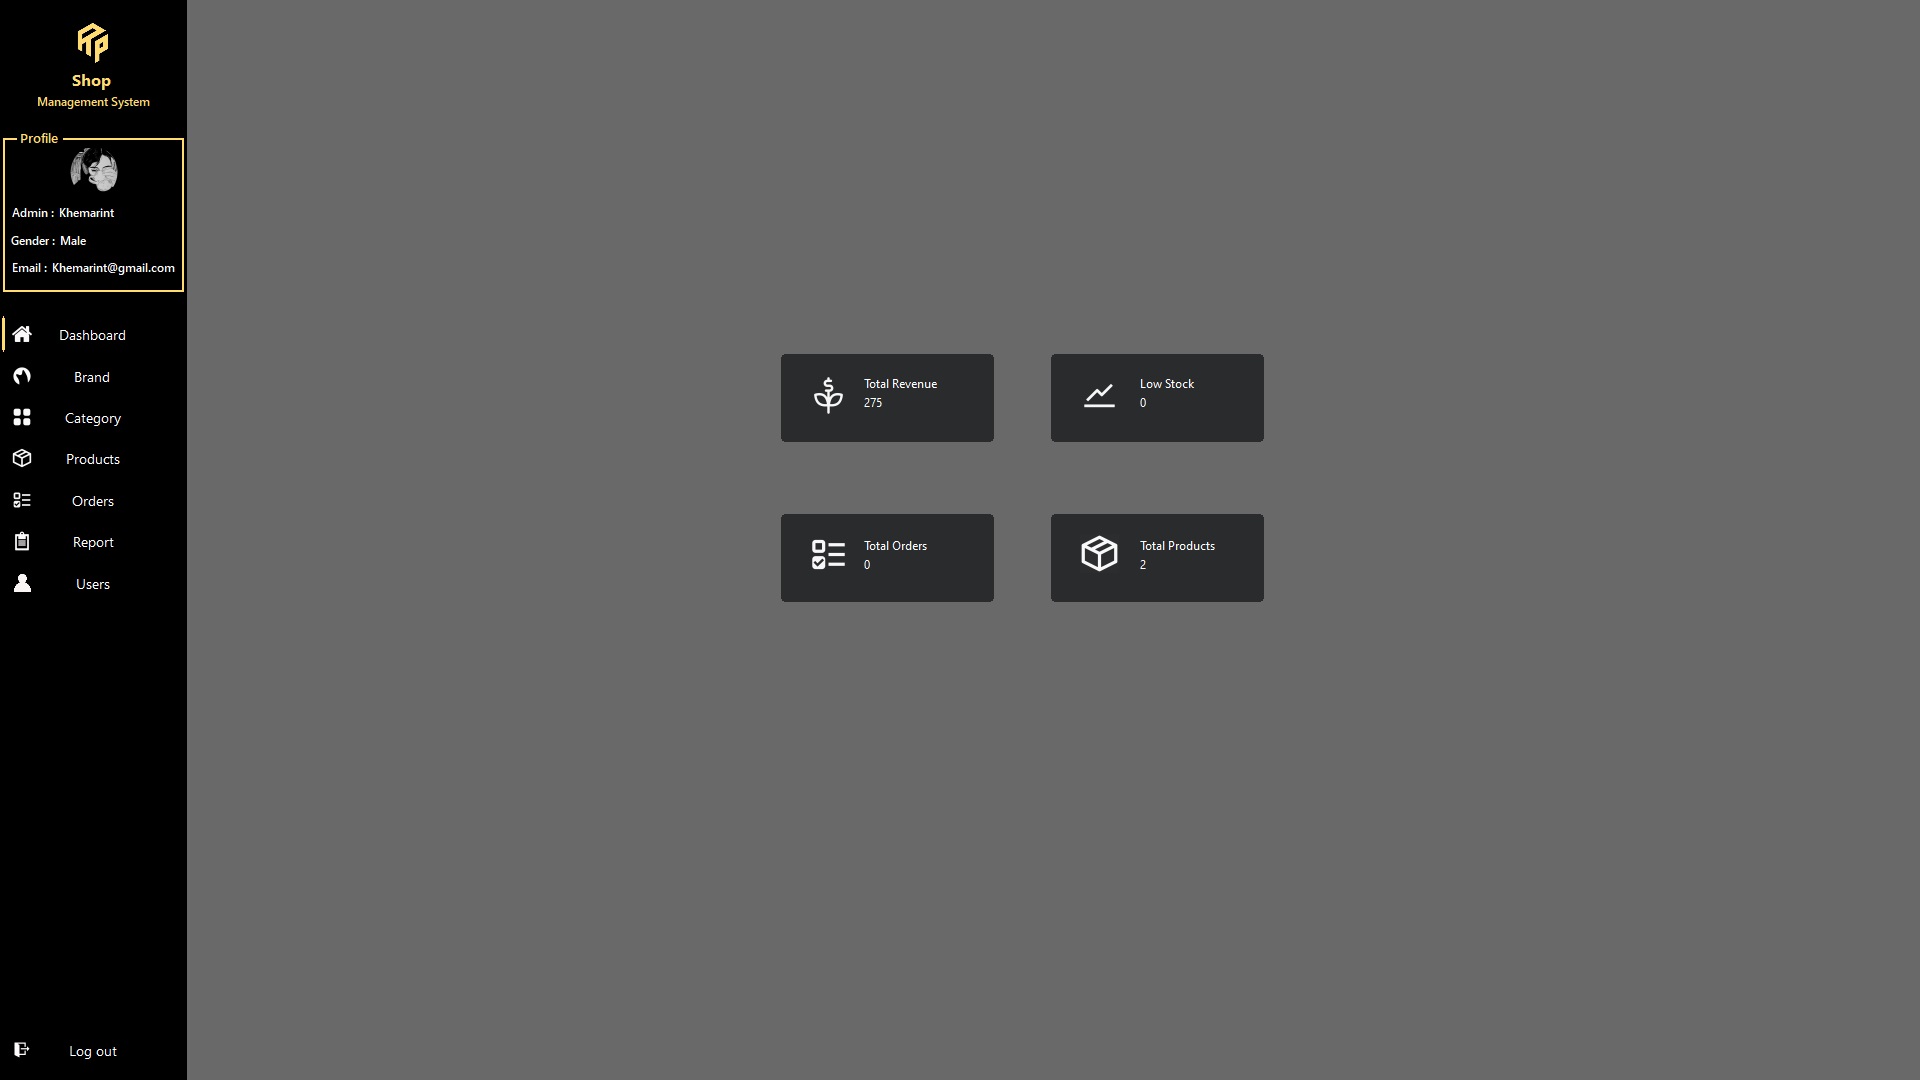 Shop
Management System
Profile
Admin : Khemarint
Gender : Male
Email : Khemarint@gmail.com
Dashboard
Brand
Category
Products
Orders
Report
Users
Log out
Total Revenue
275
Low Stock
0
Total Orders
0
Total Products
2